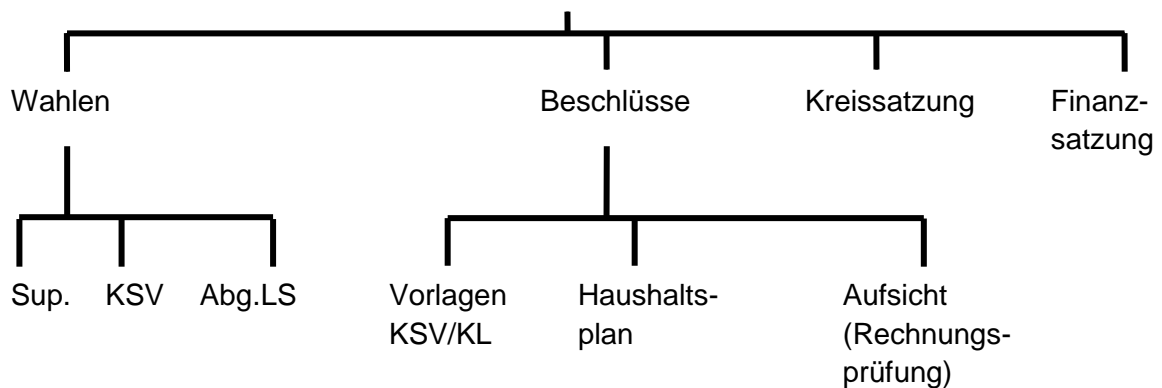 Wahlen
Beschlüsse
Kreissatzung
Finanz-
satzung
Sup.
KSV
Abg.LS
Vorlagen
KSV/KL
Haushalts-
plan
Aufsicht
(Rechnungs-
prüfung)